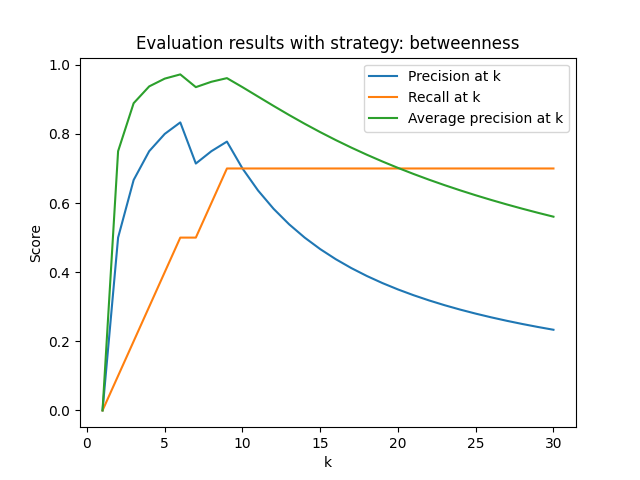 Evaluation results with strategy: betweenness
Precision at k
Recall at k
Average precision at k
Score
1.0
0.8
0.6
0.4
0.2
0.0
0 5 10 15 20 25 30
k